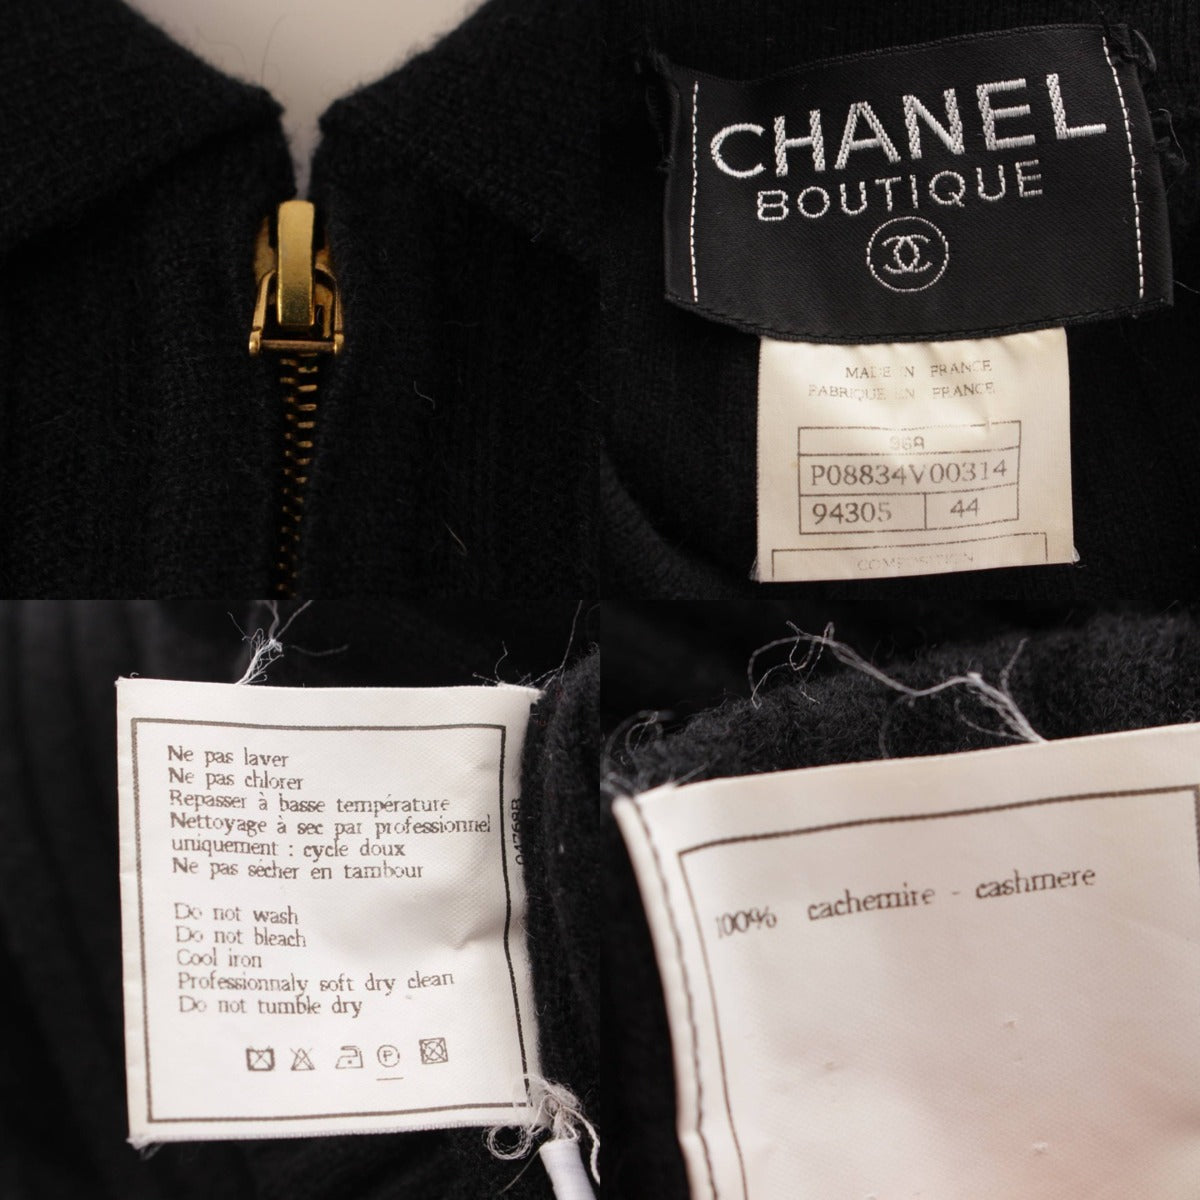 CHANEL
BOUTIQUE
MADE IN FRANCE
FABRIQUE EN FRANCE
96A
P08834V00314
94305 44
COMPOSITION
Ne pas laver
Ne pas chlorer
Repasser à basse température
Nettoyage à sec par professionnel
uniquement : cycle doux
Ne pas sécher en tambour
Do not wash
Do not bleach
Cool iron
Professionnaly soft dry clean
Do not tumble dry
P
100% cachemire - cashmere